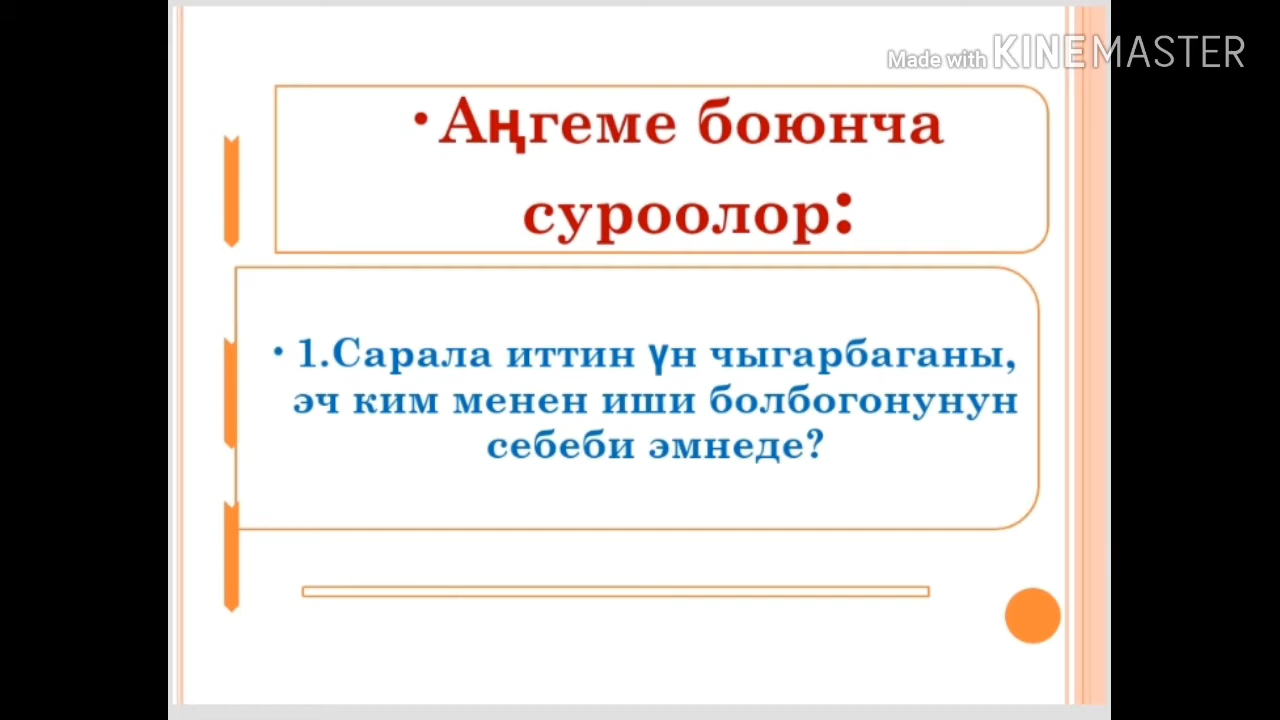 Made with KINEMASTER
•Аңгеме боюнча
суроолор:
• 1.Сарала иттин үн чыгарбаганы,
эч ким менен иши болбогонунун
себеби эмнеде?